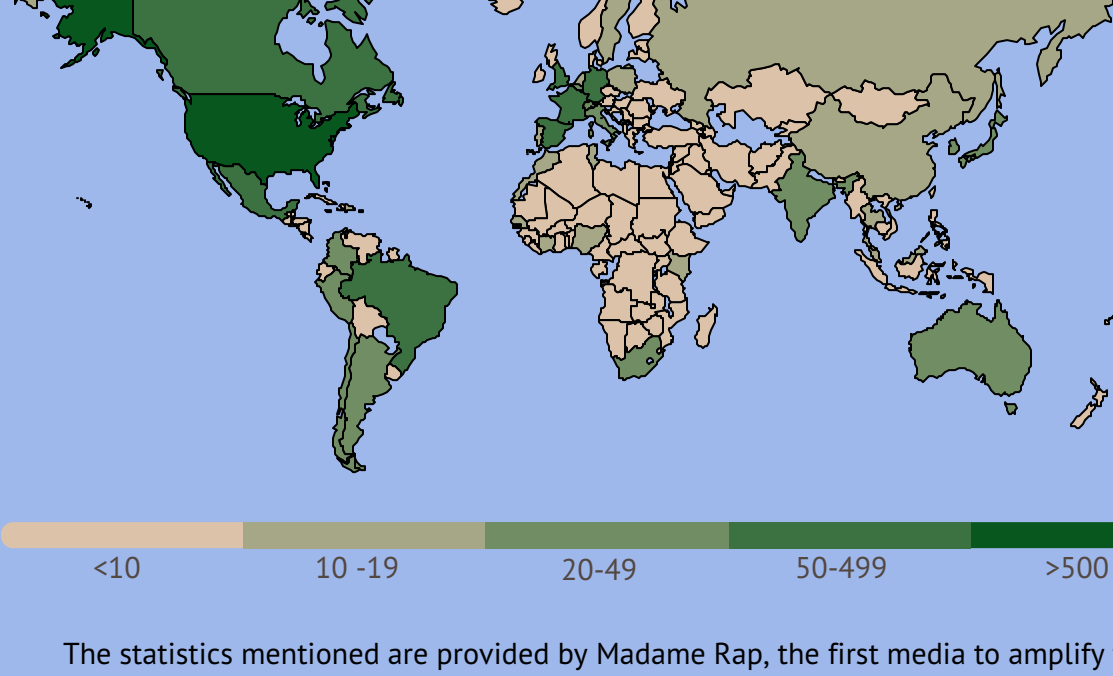 <10 10 -19 20-49 50-499 >500
The statistics mentioned are provided by Madame Rap, the first media to amplify